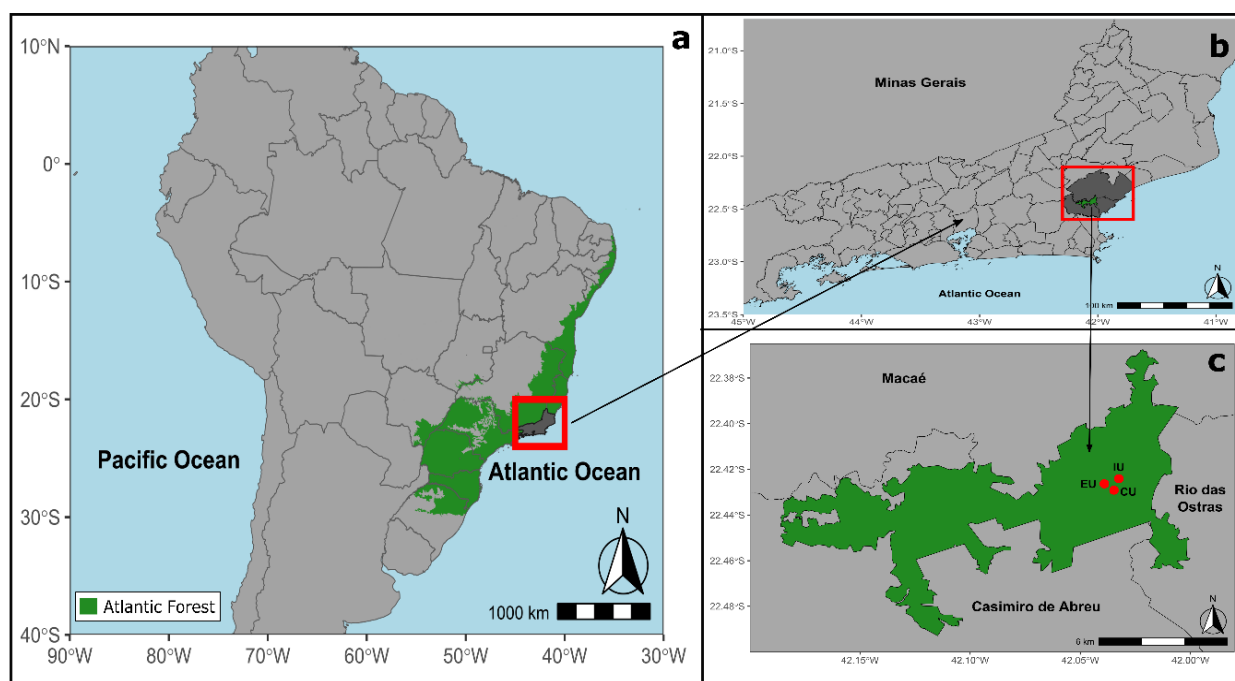 a
10°N
0°
10°S
20°S
30°S
40°S
90°W
80°W
70°W
60°W
50°W
40°W
30°W
Pacific Ocean
Atlantic Ocean
N
1000 km
Atlantic Forest
b
21.0°S
21.5°S
22.0°S
22.5°S
23.0°S
23.5°S
45°W
44°W
43°W
42°W
41°W
Minas Gerais
Atlantic Ocean
N
100 km
c
22.38°S
22.40°S
22.42°S
22.44°S
22.46°S
22.48°S
42.15°W
42.10°W
42.05°W
42.00°W
Macaé
IU
EU
CU
Rio das
Ostras
Casimiro de Abreu
N
6 km